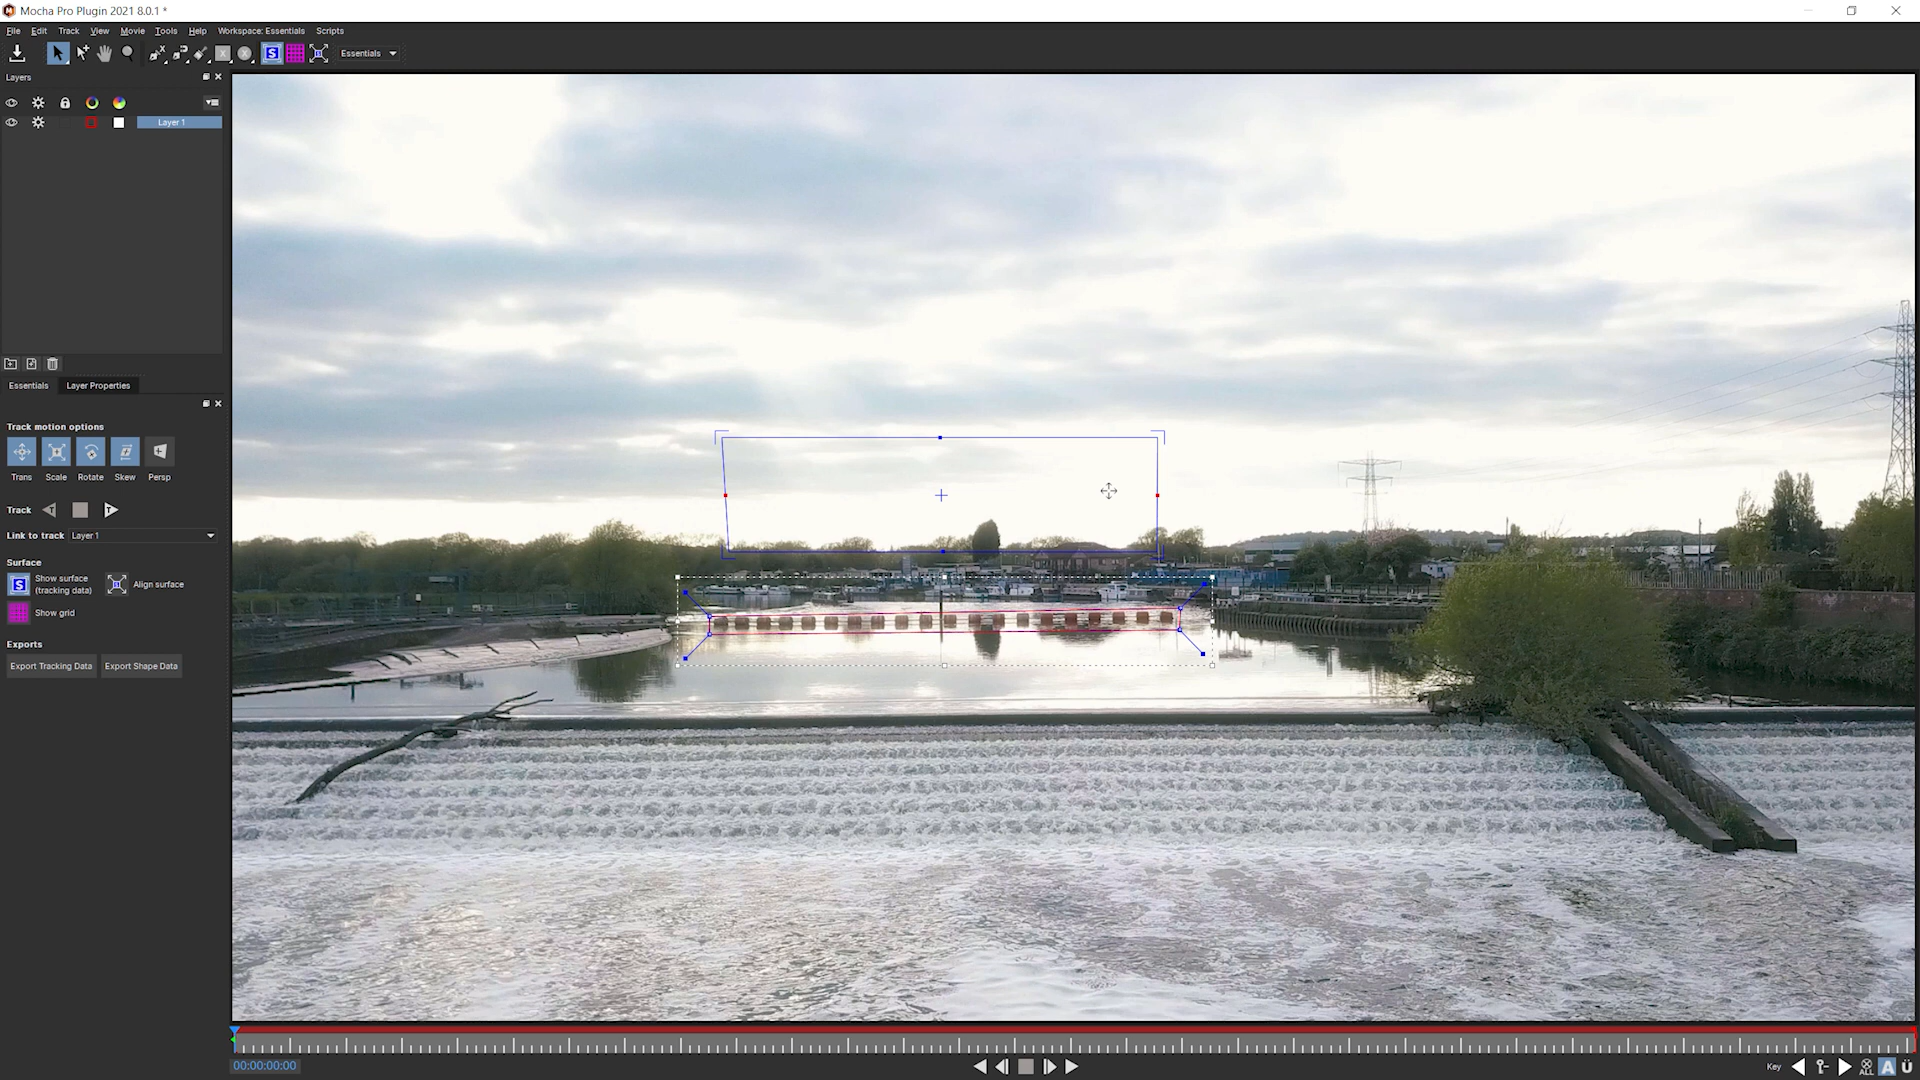 Mocha Pro Plugin 2021 8.0.1 *
File Edit Track View Movie Tools Help Workspace: Essentials Scripts
Essentials
Layers
Layer 1
Essentials Layer Properties
Track motion options
Trans Scale Rotate Skew Persp
Track
Link to track Layer 1
Surface
Show surface
(tracking data)
Align surface
Show grid
Exports
Export Tracking Data Export Shape Data
00:00:00:00
Key
ALL
A
Ü